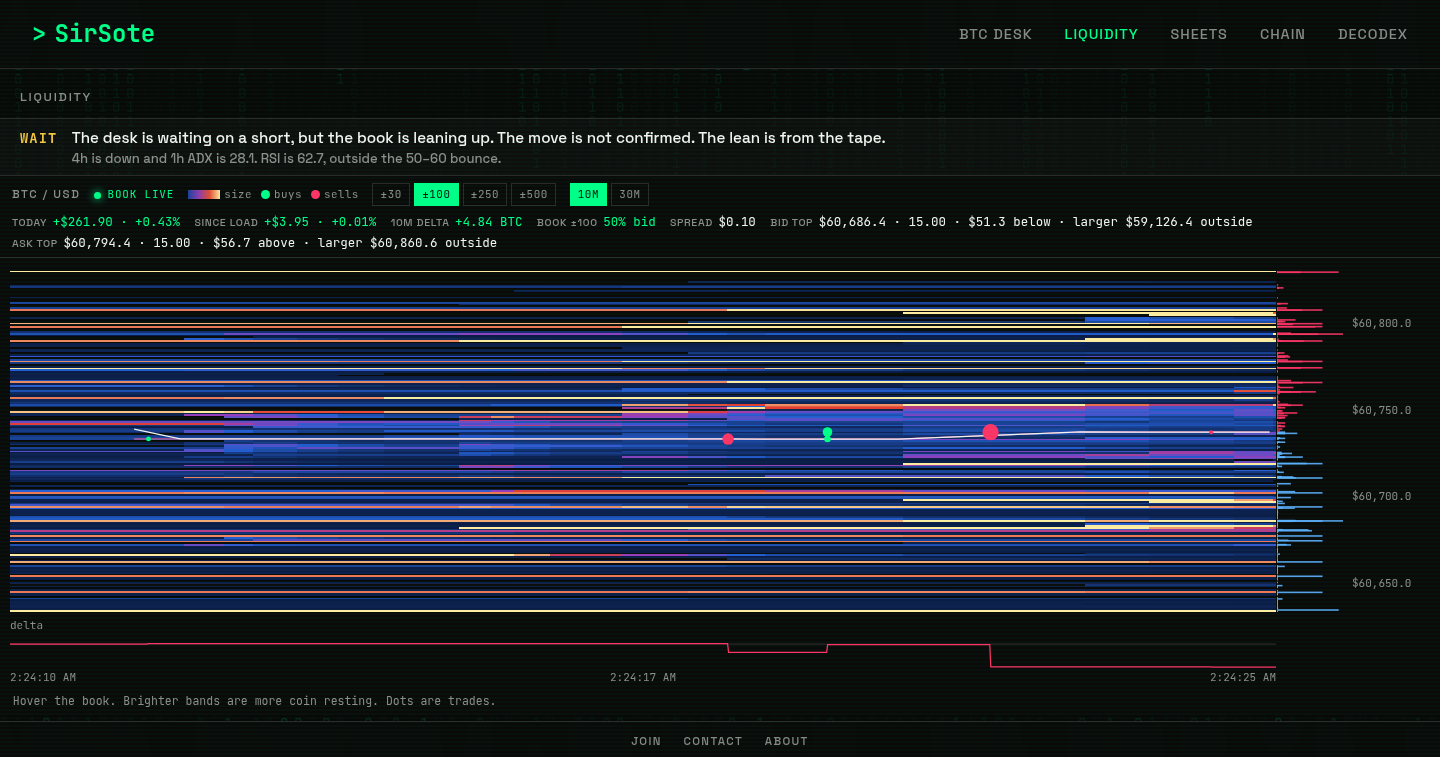 > SirSote
BTC DESK LIQUIDITY SHEETS CHAIN DECODEX
LIQUIDITY
WAIT The desk is waiting on a short, but the book is leaning up. The move is not confirmed. The lean is from the tape.
4h is down and 1h ADX is 28.1. RSI is 62.7, outside the 50–60 bounce.
BTC / USD BOOK LIVE size buys sells ±30 ±100 ±250 ±500 10M 30M
TODAY +$261.90 · +0.43% SINCE LOAD +$3.95 · +0.01% 10M DELTA +4.84 BTC BOOK ±100 50% bid SPREAD $0.10 BID TOP $60,686.4 · 15.00 · $51.3 below · larger $59,126.4 outside
ASK TOP $60,794.4 · 15.00 · $56.7 above · larger $60,860.6 outside
$60,800.0
$60,750.0
$60,700.0
$60,650.0
delta
2:24:10 AM 2:24:17 AM 2:24:25 AM
Hover the book. Brighter bands are more coin resting. Dots are trades.
JOIN CONTACT ABOUT